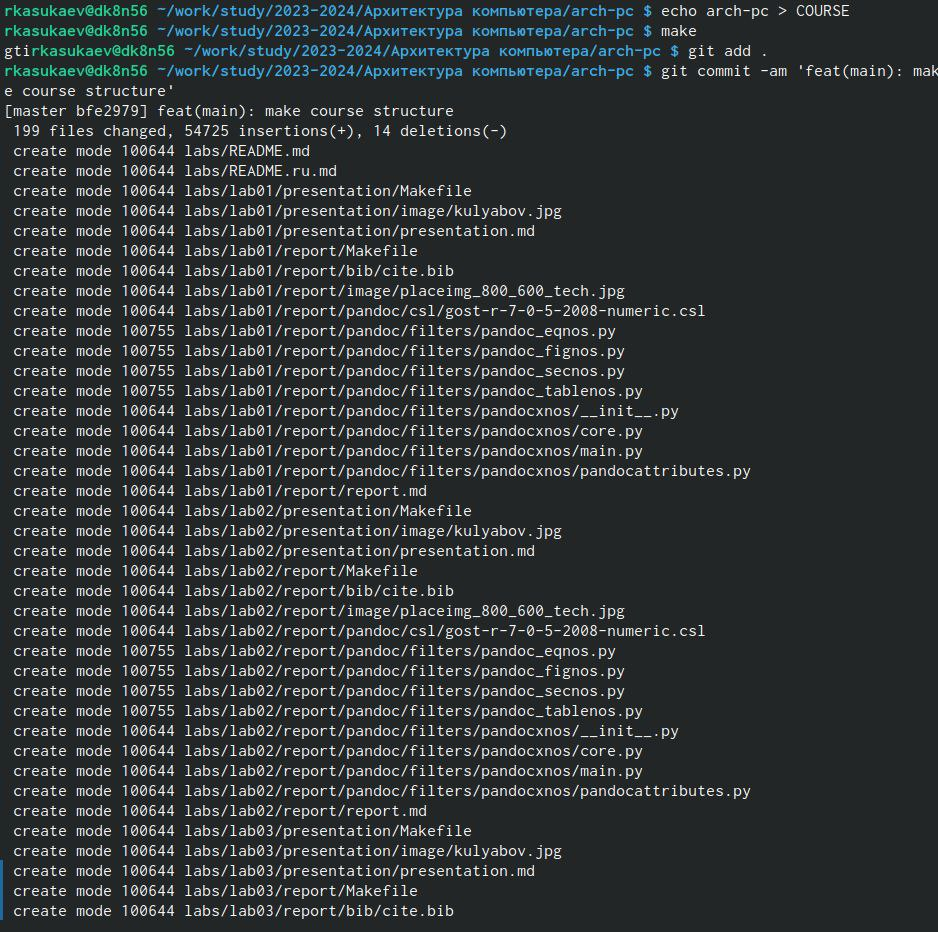 rkasukaev@dk8n56 ~/work/study/2023-2024/Архитектура компьютера/arch-pc $ echo arch-pc > COURSE
rkasukaev@dk8n56 ~/work/study/2023-2024/Архитектура компьютера/arch-pc $ make
gtirkasukaev@dk8n56 ~/work/study/2023-2024/Архитектура компьютера/arch-pc $ git add .
rkasukaev@dk8n56 ~/work/study/2023-2024/Архитектура компьютера/arch-pc $ git commit -am 'feat(main): mak
e course structure'
[master bfe2979] feat(main): make course structure
 199 files changed, 54725 insertions(+), 14 deletions(-)
 create mode 100644 labs/README.md
 create mode 100644 labs/README.ru.md
 create mode 100644 labs/lab01/presentation/Makefile
 create mode 100644 labs/lab01/presentation/image/kulyabov.jpg
 create mode 100644 labs/lab01/presentation/presentation.md
 create mode 100644 labs/lab01/report/Makefile
 create mode 100644 labs/lab01/report/bib/cite.bib
 create mode 100644 labs/lab01/report/image/placeimg_800_600_tech.jpg
 create mode 100644 labs/lab01/report/pandoc/csl/gost-r-7-0-5-2008-numeric.csl
 create mode 100755 labs/lab01/report/pandoc/filters/pandoc_eqnos.py
 create mode 100755 labs/lab01/report/pandoc/filters/pandoc_fignos.py
 create mode 100755 labs/lab01/report/pandoc/filters/pandoc_secnos.py
 create mode 100755 labs/lab01/report/pandoc/filters/pandoc_tablenos.py
 create mode 100644 labs/lab01/report/pandoc/filters/pandocxnos/__init__.py
 create mode 100644 labs/lab01/report/pandoc/filters/pandocxnos/core.py
 create mode 100644 labs/lab01/report/pandoc/filters/pandocxnos/main.py
 create mode 100644 labs/lab01/report/pandoc/filters/pandocxnos/pandocattributes.py
 create mode 100644 labs/lab01/report/report.md
 create mode 100644 labs/lab02/presentation/Makefile
 create mode 100644 labs/lab02/presentation/image/kulyabov.jpg
 create mode 100644 labs/lab02/presentation/presentation.md
 create mode 100644 labs/lab02/report/Makefile
 create mode 100644 labs/lab02/report/bib/cite.bib
 create mode 100644 labs/lab02/report/image/placeimg_800_600_tech.jpg
 create mode 100644 labs/lab02/report/pandoc/csl/gost-r-7-0-5-2008-numeric.csl
 create mode 100755 labs/lab02/report/pandoc/filters/pandoc_eqnos.py
 create mode 100755 labs/lab02/report/pandoc/filters/pandoc_fignos.py
 create mode 100755 labs/lab02/report/pandoc/filters/pandoc_secnos.py
 create mode 100755 labs/lab02/report/pandoc/filters/pandoc_tablenos.py
 create mode 100644 labs/lab02/report/pandoc/filters/pandocxnos/__init__.py
 create mode 100644 labs/lab02/report/pandoc/filters/pandocxnos/core.py
 create mode 100644 labs/lab02/report/pandoc/filters/pandocxnos/main.py
 create mode 100644 labs/lab02/report/pandoc/filters/pandocxnos/pandocattributes.py
 create mode 100644 labs/lab02/report/report.md
 create mode 100644 labs/lab03/presentation/Makefile
 create mode 100644 labs/lab03/presentation/image/kulyabov.jpg
 create mode 100644 labs/lab03/presentation/presentation.md
 create mode 100644 labs/lab03/report/Makefile
 create mode 100644 labs/lab03/report/bib/cite.bib